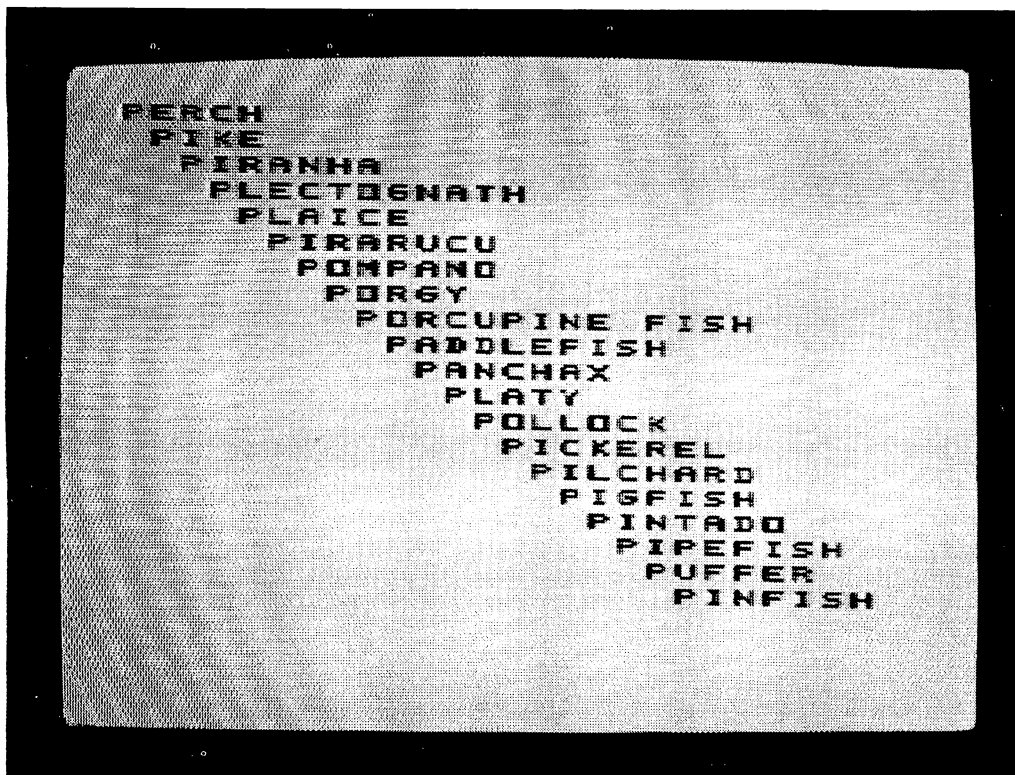 PERCH
PIKE
PIRANHA
PLECTOGNATH
PLAICE
PIRARUCU
POMPANO
PORGY
PORCUPINE FISH
PADDLEFISH
PANCHAX
PLATY
POLLOCK
PICKEREL
PILCHARD
PIGFISH
PINTADO
PIPEFISH
PUFFER
PINFISH